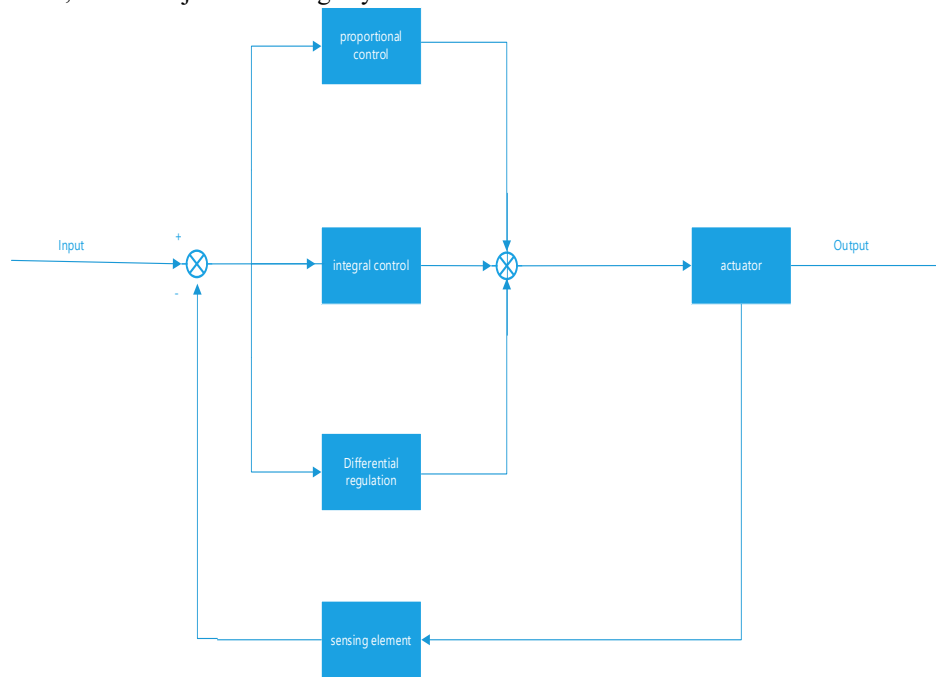 proportional
control
Input
+
-
integral control
actuator
Output
Differential
regulation
sensing element